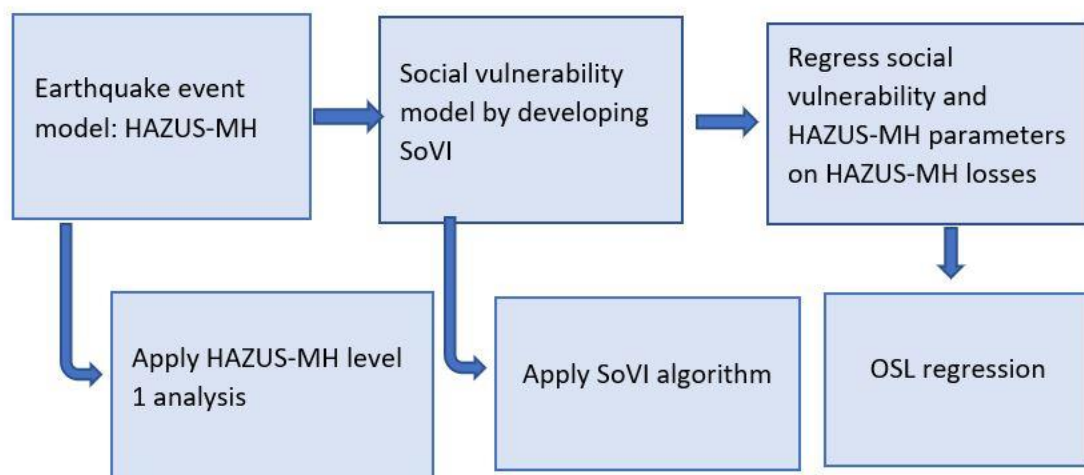 Earthquake event
model: HAZUS-MH
Social vulnerability
model by developing
SoVI
Regress social
vulnerability and
HAZUS-MH parameters
on HAZUS-MH losses
Apply HAZUS-MH level
1 analysis
Apply SoVI algorithm
OSL regression